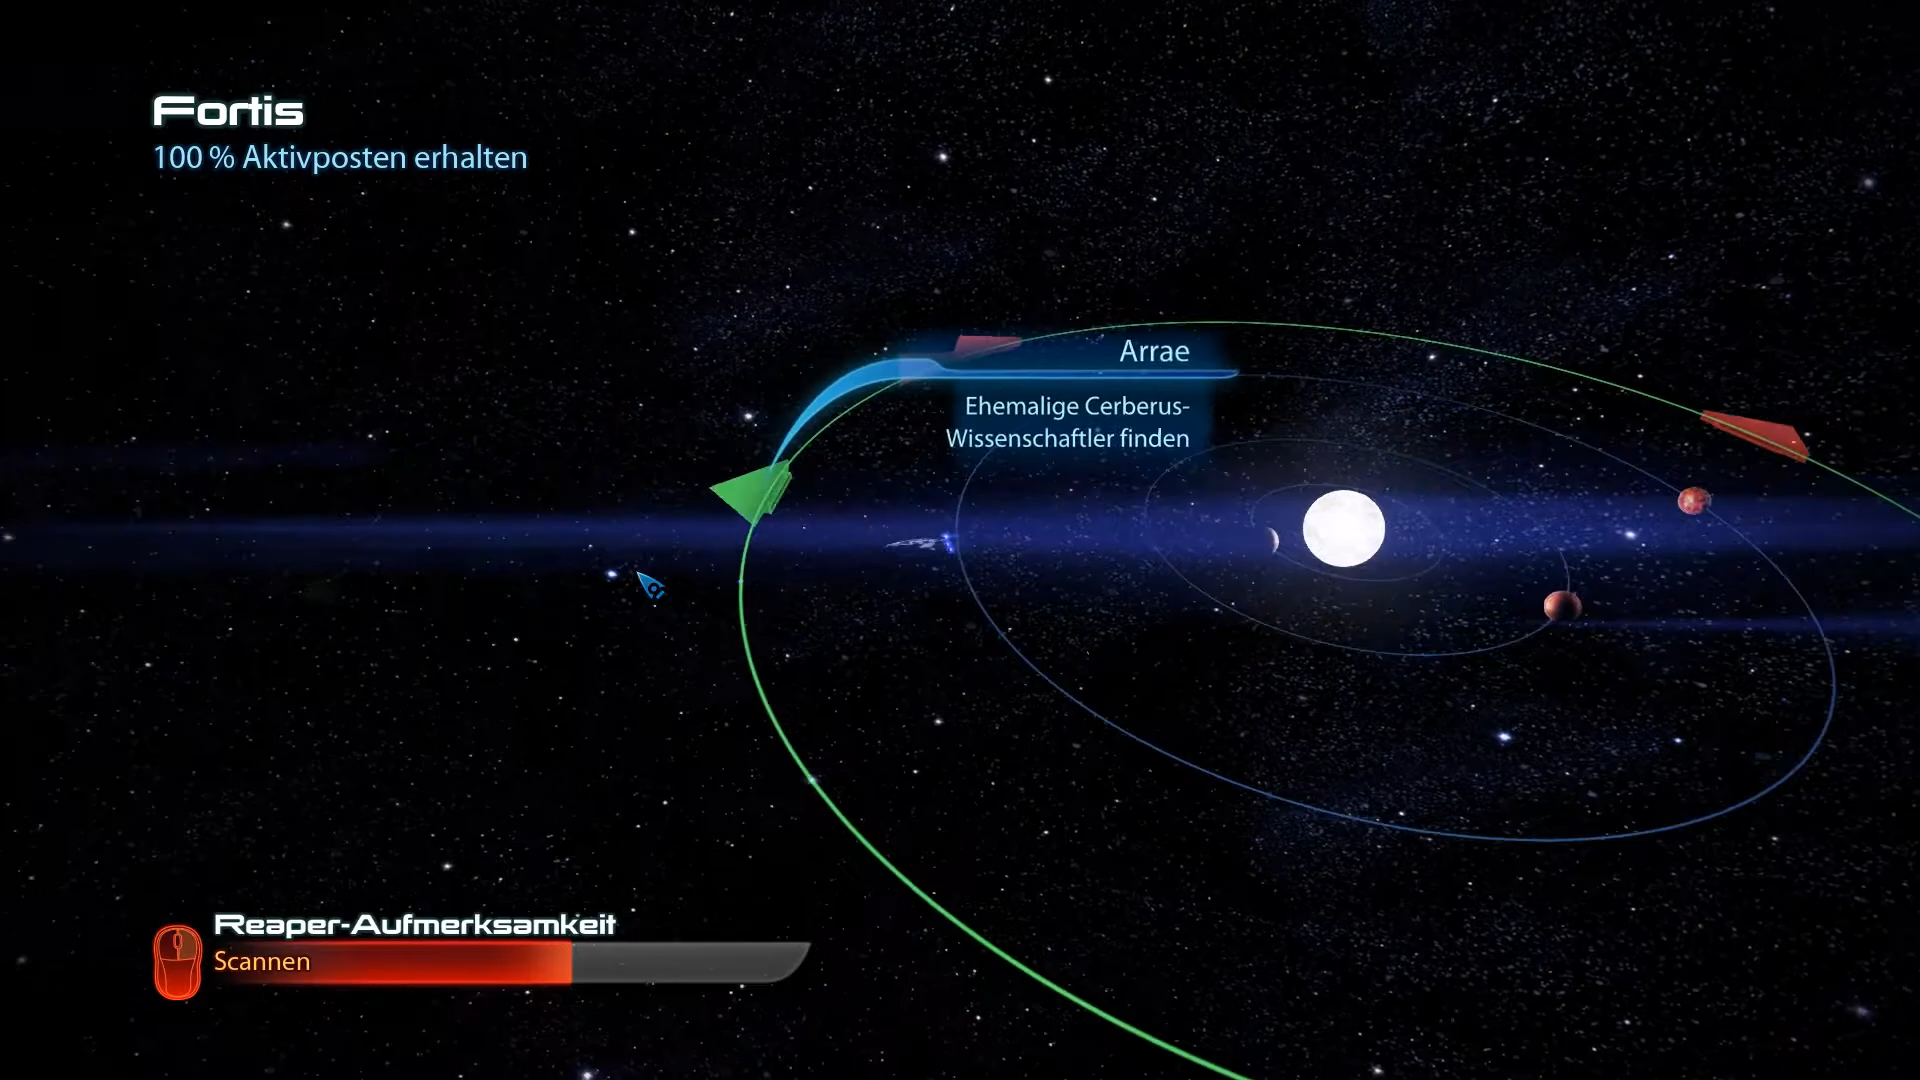 Fortis
100 % Aktivposten erhalten
Arrae
Ehemalige Cerberus-
Wissenschaftler finden
Reaper-Aufmerksamkeit
Scannen